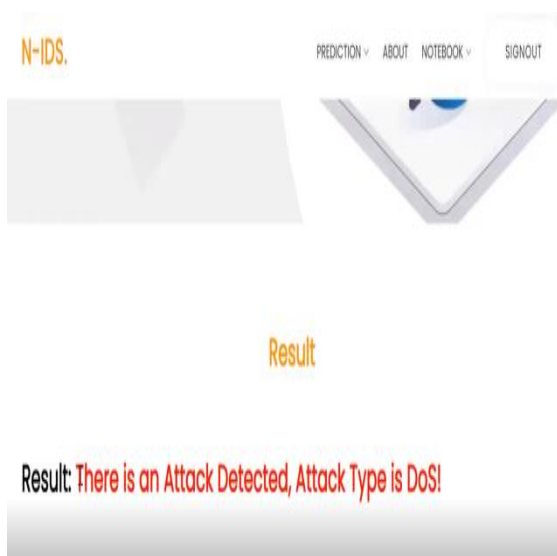 N-IDS.
PREDICTION ABOUT NOTEBOOK SIGNOUT
Result
Result: There is an Attack Detected, Attack Type is DoS!